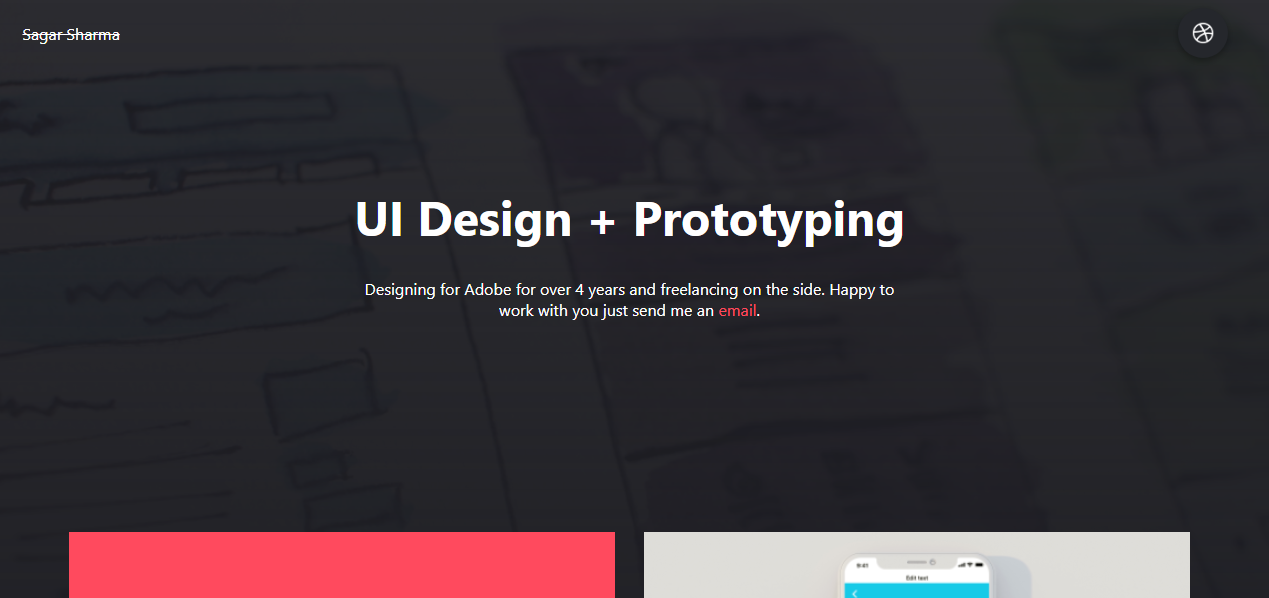 Sagar Sharma
UI Design + Prototyping
Designing for Adobe for over 4 years and freelancing on the side. Happy to
work with you just send me an email.
9:41
Edit text